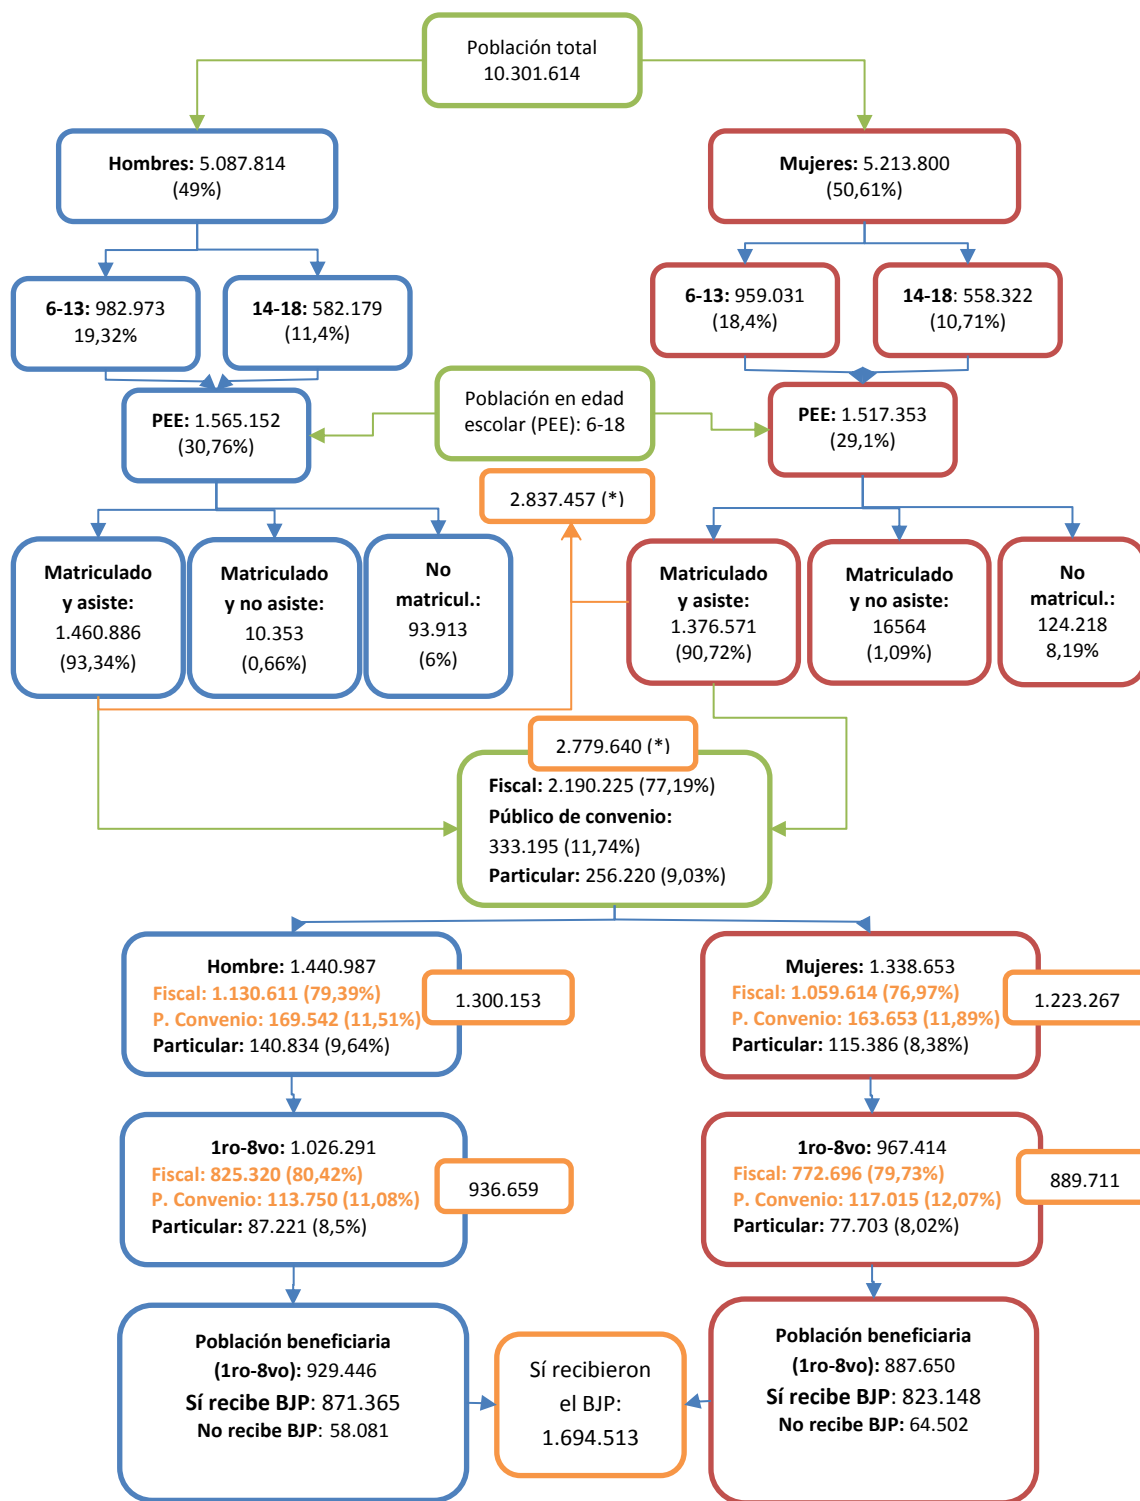 Población total
10.301.614
Hombres: 5.087.814
(49%)
Mujeres: 5.213.800
(50,61%)
6-13: 982.973
19,32%
14-18: 582.179
(11,4%)
6-13: 959.031
(18,4%)
14-18: 558.322
(10,71%)
PEE: 1.565.152
(30,76%)
Población en edad
escolar (PEE): 6-18
PEE: 1.517.353
(29,1%)
2.837.457 (*)
Matriculado
y asiste:
1.460.886
(93,34%)
Matriculado
y no asiste:
10.353
(0,66%)
No
matricul.:
93.913
(6%)
Matriculado
y asiste:
1.376.571
(90,72%)
Matriculado
y no asiste:
16564
(1,09%)
No
matricul.:
124.218
8,19%
2.779.640 (*)
Fiscal: 2.190.225 (77,19%)
Público de convenio:
333.195 (11,74%)
Particular: 256.220 (9,03%)
Hombre: 1.440.987
Fiscal: 1.130.611 (79,39%)
P. Convenio: 169.542 (11,51%)
Particular: 140.834 (9,64%)
1.300.153
Mujeres: 1.338.653
Fiscal: 1.059.614 (76,97%)
P. Convenio: 163.653 (11,89%)
Particular: 115.386 (8,38%)
1.223.267
1ro-8vo: 1.026.291
Fiscal: 825.320 (80,42%)
P. Convenio: 113.750 (11,08%)
Particular: 87.221 (8,5%)
936.659
1ro-8vo: 967.414
Fiscal: 772.696 (79,73%)
P. Convenio: 117.015 (12,07%)
Particular: 77.703 (8,02%)
889.711
Población beneficiaria
(1ro-8vo): 929.446
Sí recibe BJP: 871.365
No recibe BJP: 58.081
Sí recibieron
el BJP:
1.694.513
Población beneficiaria
(1ro-8vo): 887.650
Sí recibe BJP: 823.148
No recibe BJP: 64.502